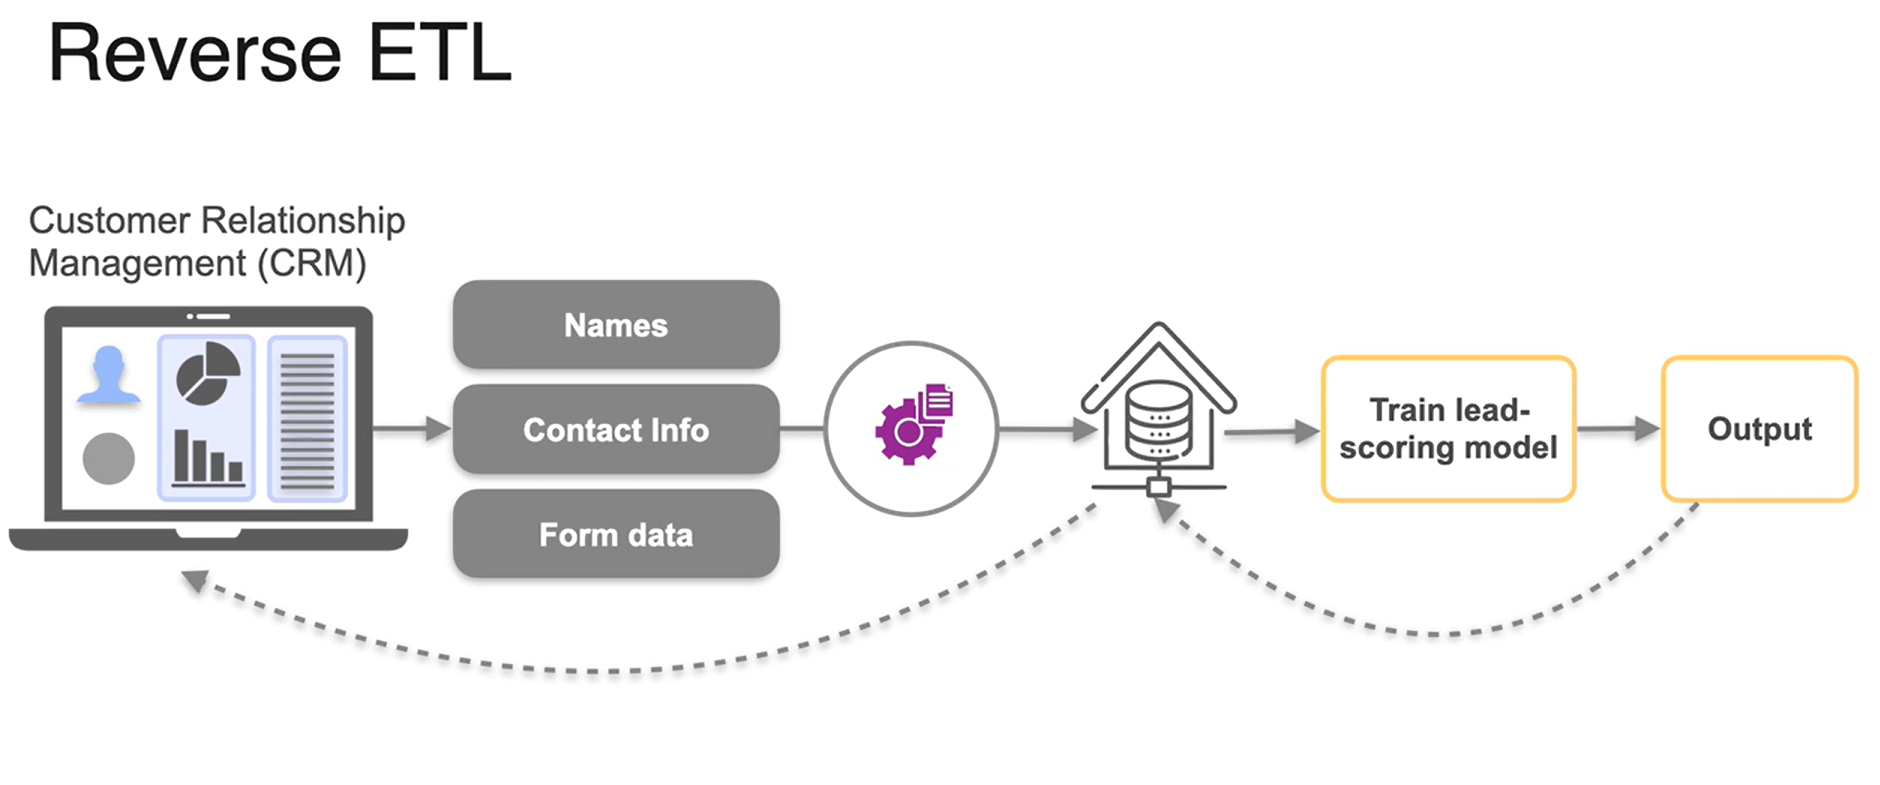 Reverse ETL
Customer Relationship
Management (CRM)
Names
Contact Info
Form data
Train lead-
scoring model
Output